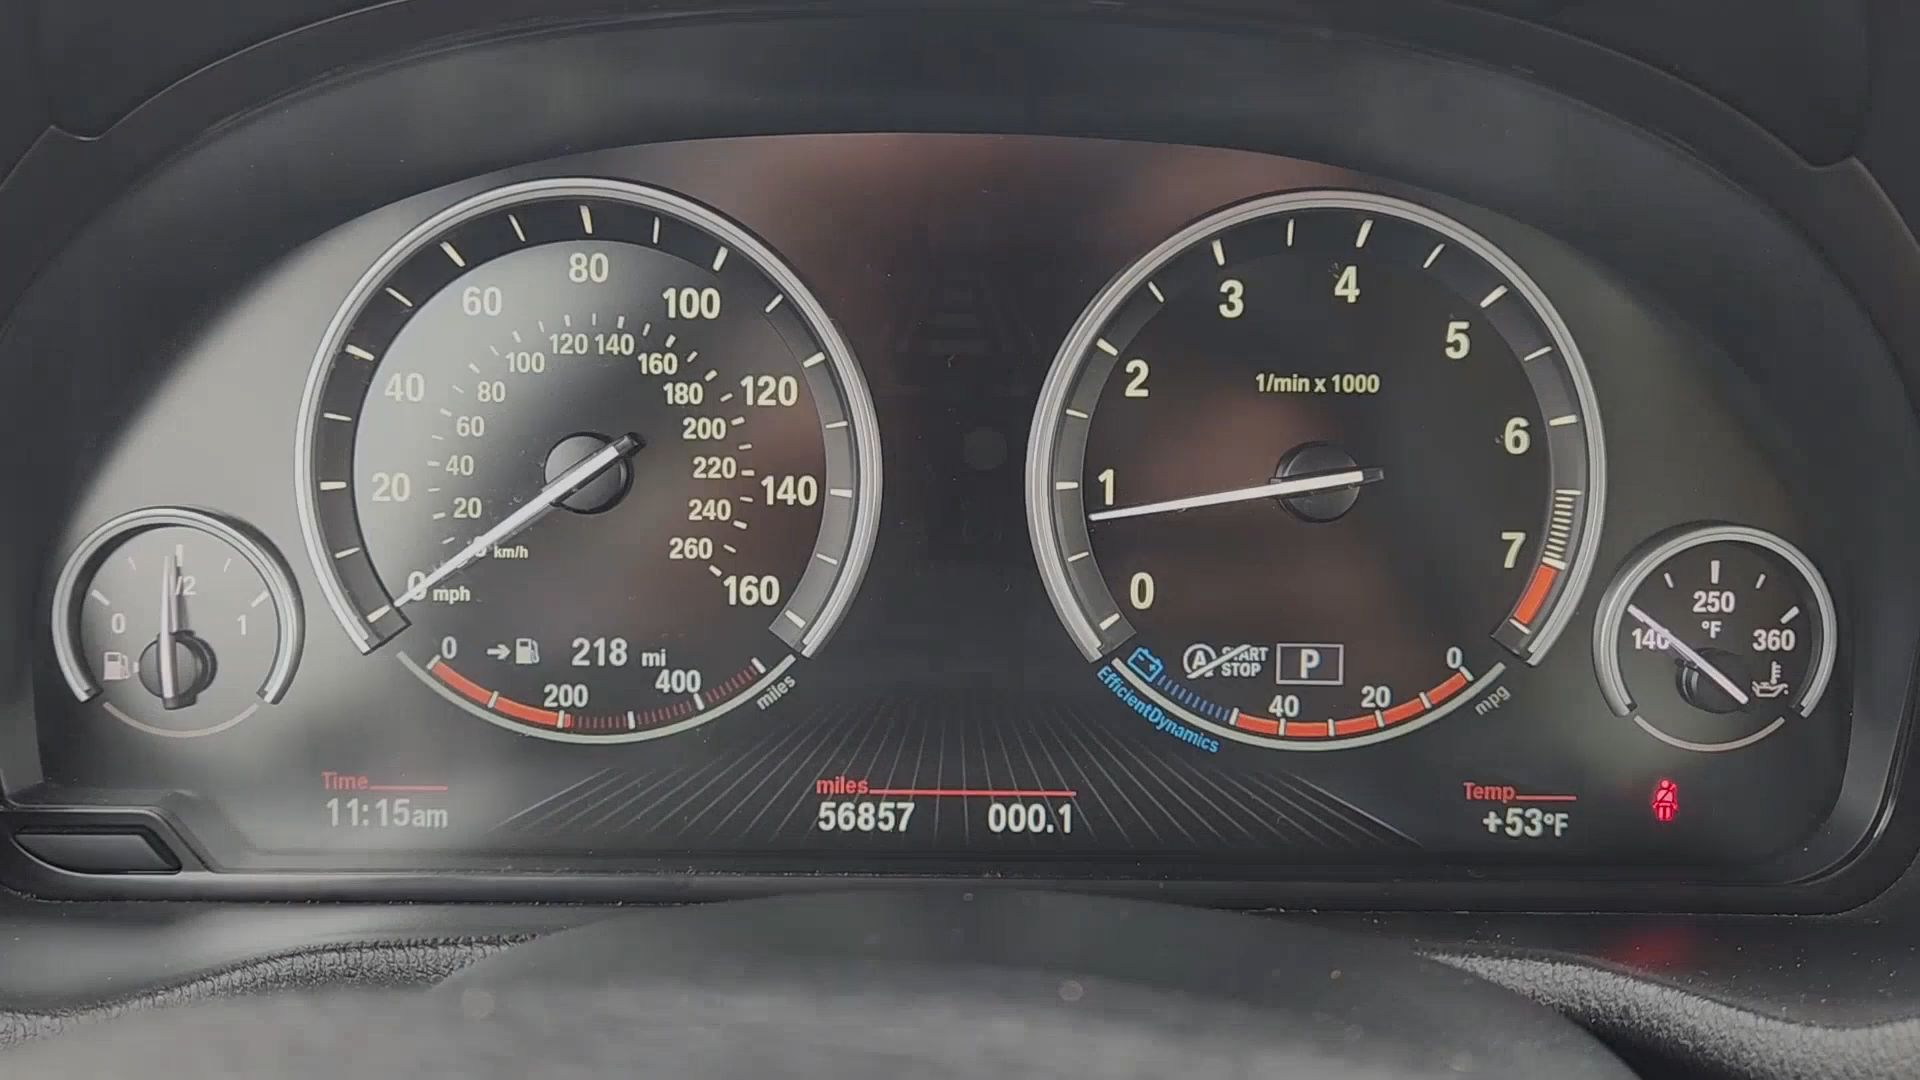 80
60
100
120 140
100
160
40
80
180
120
60
200
40
220
20
140
20
240
km/h
260
0 mph
160
0
218 mi
200
400
miles
3
4
5
2
1/min x 1000
6
1
7
0
START
A
STOP
P
0
40
20
mpg
EfficientDynamics
1/2
0
1
250
°F
140
360
Time
11:15am
miles
56857 000.1
Temp
+53°F